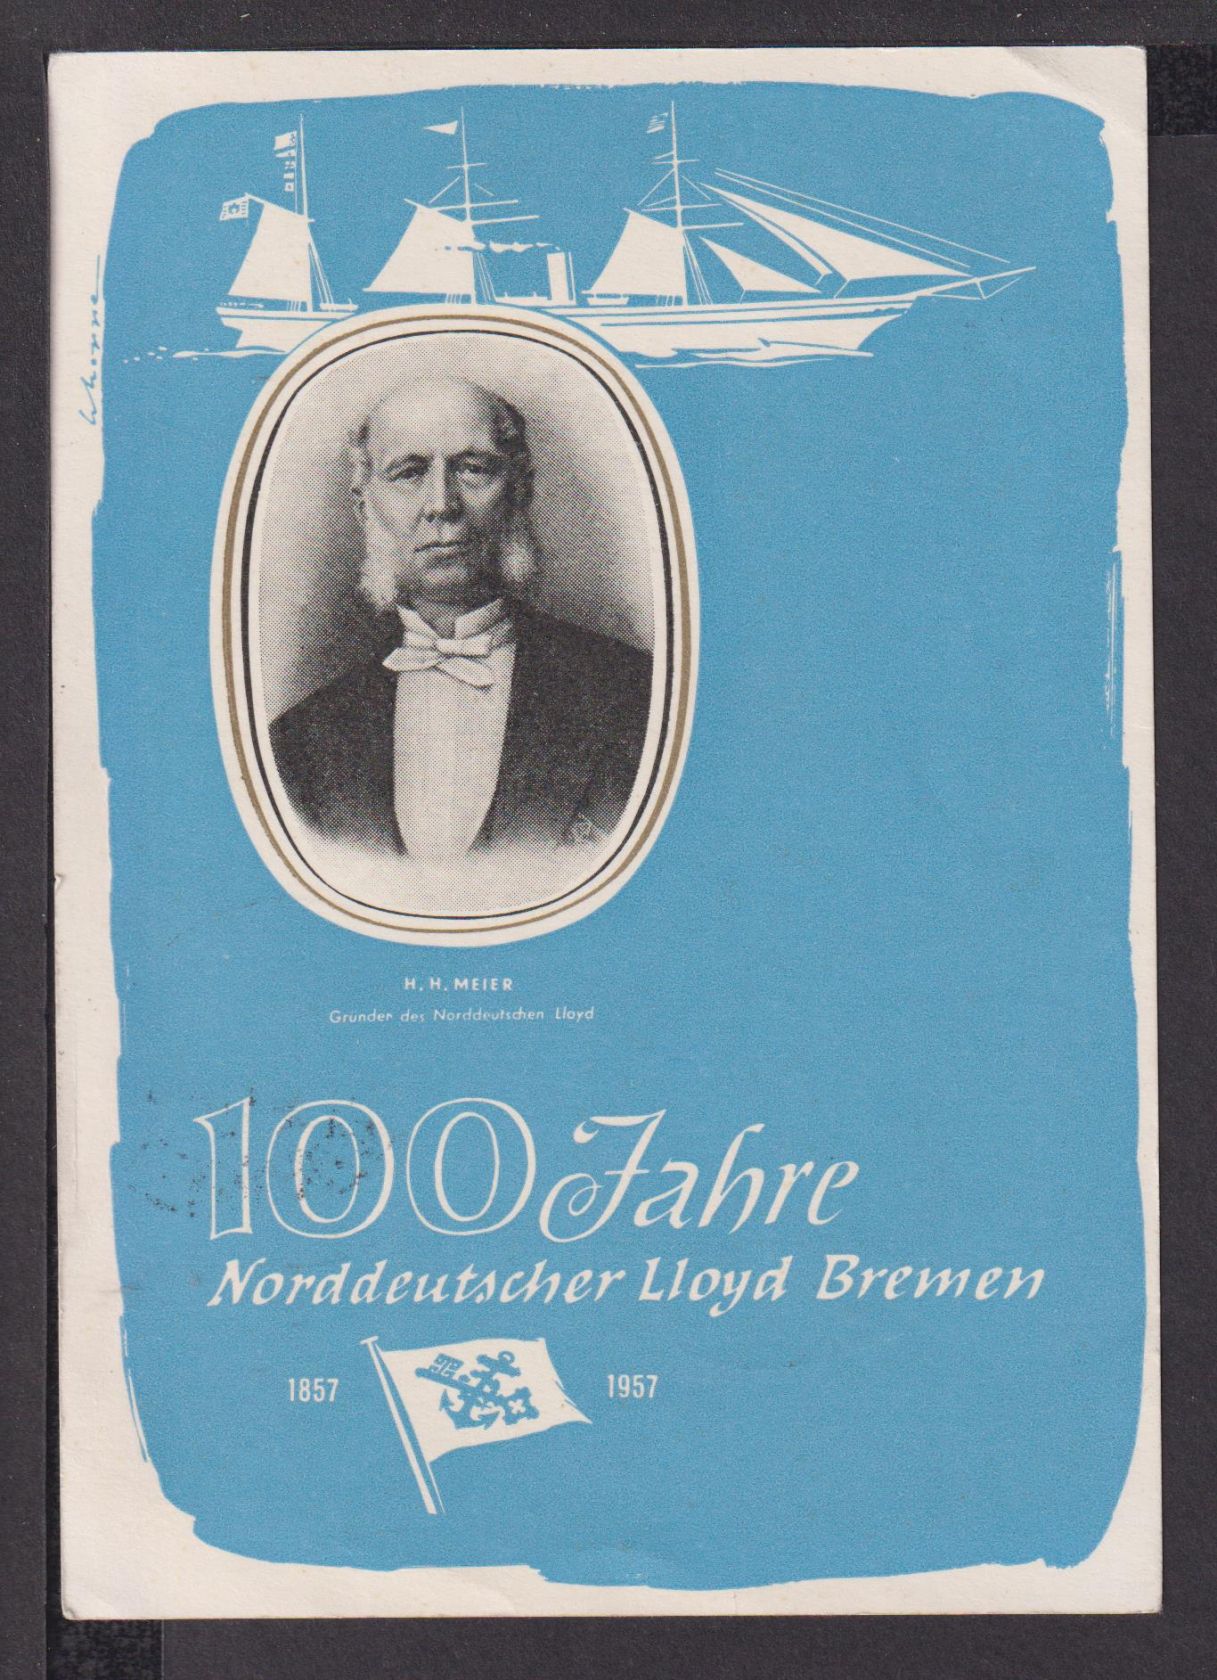 H. H. MEIER
Gründer des Norddeutschen Lloyd
100 Jahre
Norddeutscher Lloyd Bremen
1857 1957